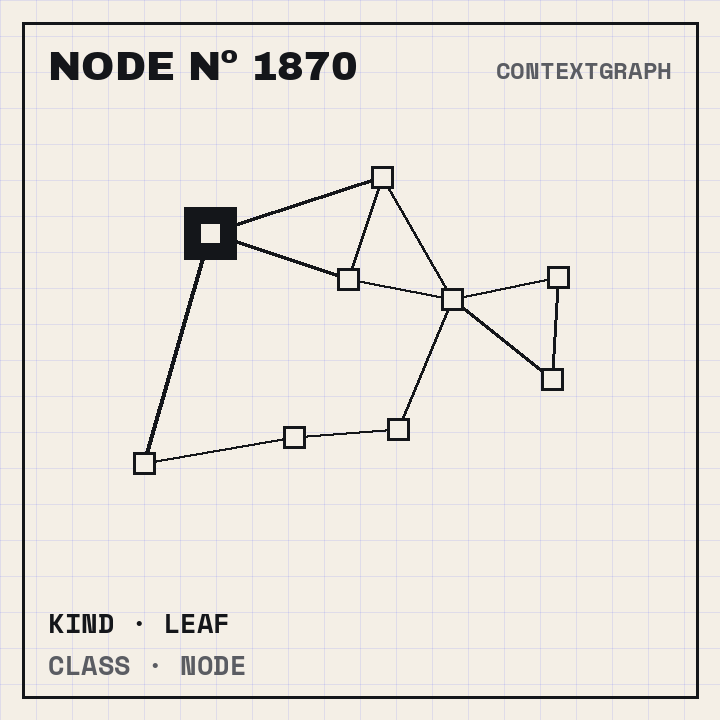 NODE Nº 1870
CONTEXTGRAPH
KIND · LEAF
CLASS · NODE